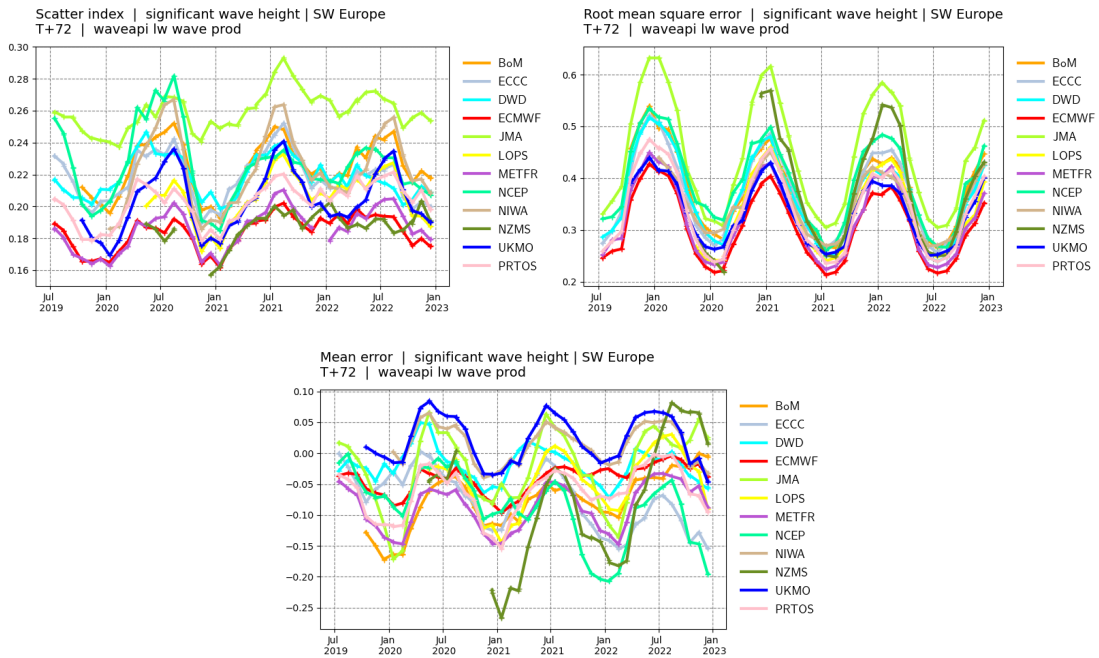 Scatter index | significant wave height | SW Europe
T+72 | waveapi lw wave prod
0.30
0.28
0.26
0.24
0.22
0.20
0.18
0.16
Jul 2019
Jan 2020
Jul 2020
Jan 2021
Jul 2021
Jan 2022
Jul 2022
Jan 2023
BoM
ECCC
DWD
ECMWF
JMA
LOPS
METFR
NCEP
NIWA
NZMS
UKMO
PRTOS
Root mean square error | significant wave height | SW Europe
T+72 | waveapi lw wave prod
0.6
0.5
0.4
0.3
0.2
Jul 2019
Jan 2020
Jul 2020
Jan 2021
Jul 2021
Jan 2022
Jul 2022
Jan 2023
BoM
ECCC
DWD
ECMWF
JMA
LOPS
METFR
NCEP
NIWA
NZMS
UKMO
PRTOS
Mean error | significant wave height | SW Europe
T+72 | waveapi lw wave prod
0.10
0.05
0.00
−0.05
−0.10
−0.15
−0.20
−0.25
Jul 2019
Jan 2020
Jul 2020
Jan 2021
Jul 2021
Jan 2022
Jul 2022
Jan 2023
BoM
ECCC
DWD
ECMWF
JMA
LOPS
METFR
NCEP
NIWA
NZMS
UKMO
PRTOS